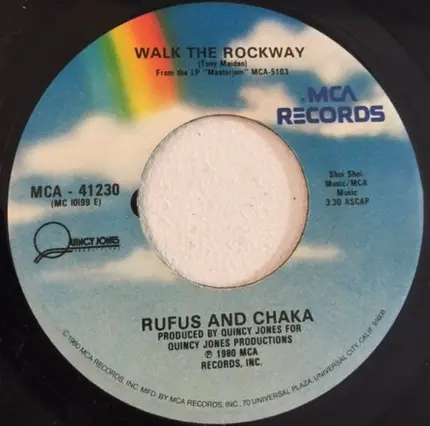 WALK THE ROCKWAY
(Tony Maiden)
From the LP "Masterjam" MCA-5103
MCA RECORDS
MCA - 41230
(MC 10199 E)
Shoi Shoi
Music/MCA
Music
3:30 ASCAP
QUINCY JONES
RUFUS AND CHAKA
PRODUCED BY QUINCY JONES FOR
QUINCY JONES PRODUCTIONS
℗ 1980 MCA
RECORDS, INC.
©1980 MCA RECORDS, INC. MFG. BY MCA RECORDS, INC., 70 UNIVERSAL PLAZA, UNIVERSAL CITY, CALIF. 91608